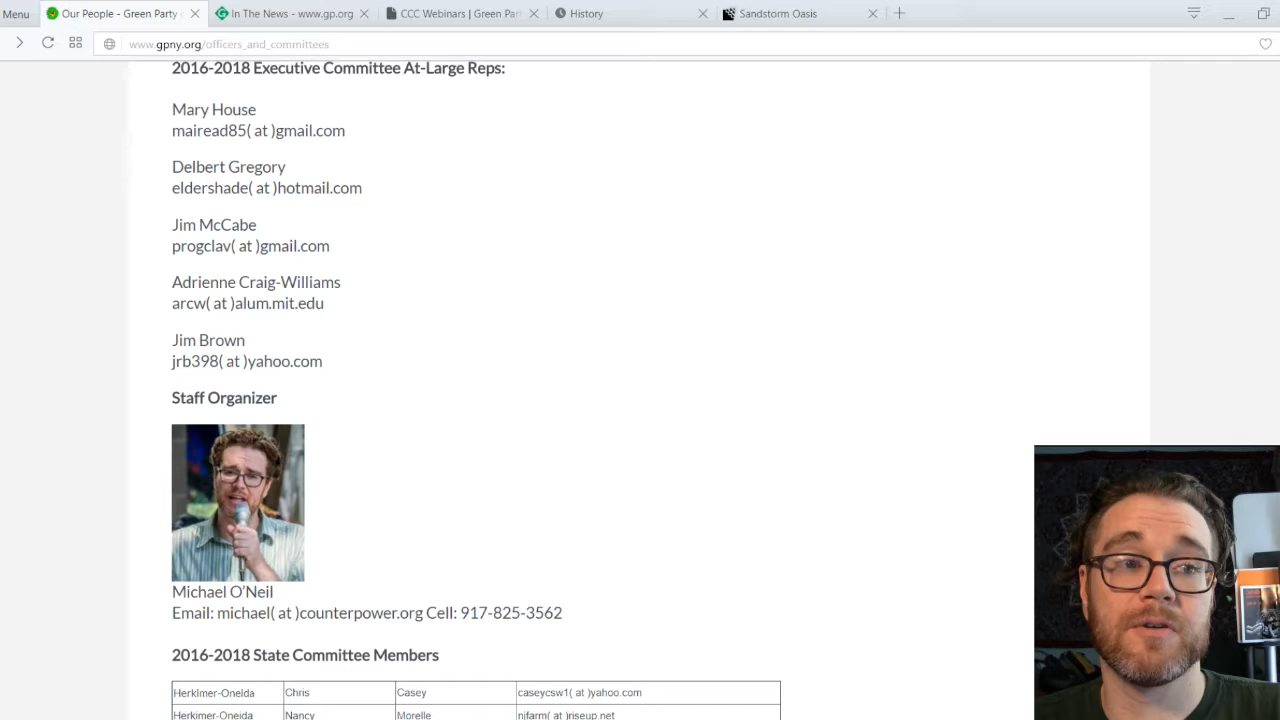 Menu
Our People - Green Party
In The News - www.gp.org
CCC Webinars | Green Par
History
Sandstorm Oasis
www.gpny.org/officers_and_committees
2016-2018 Executive Committee At-Large Reps:
Mary House
mairead85( at )gmail.com
Delbert Gregory
eldershade( at )hotmail.com
Jim McCabe
progclav( at )gmail.com
Adrienne Craig-Williams
arcw( at )alum.mit.edu
Jim Brown
jrb398( at )yahoo.com
Staff Organizer
Michael O'Neil
Email: michael( at )counterpower.org Cell: 917-825-3562
2016-2018 State Committee Members
Herkimer-Oneida Chris Casey caseycsw1( at )yahoo.com
Herkimer-Oneida Nancy Morelle njfarm( at )riseup.net